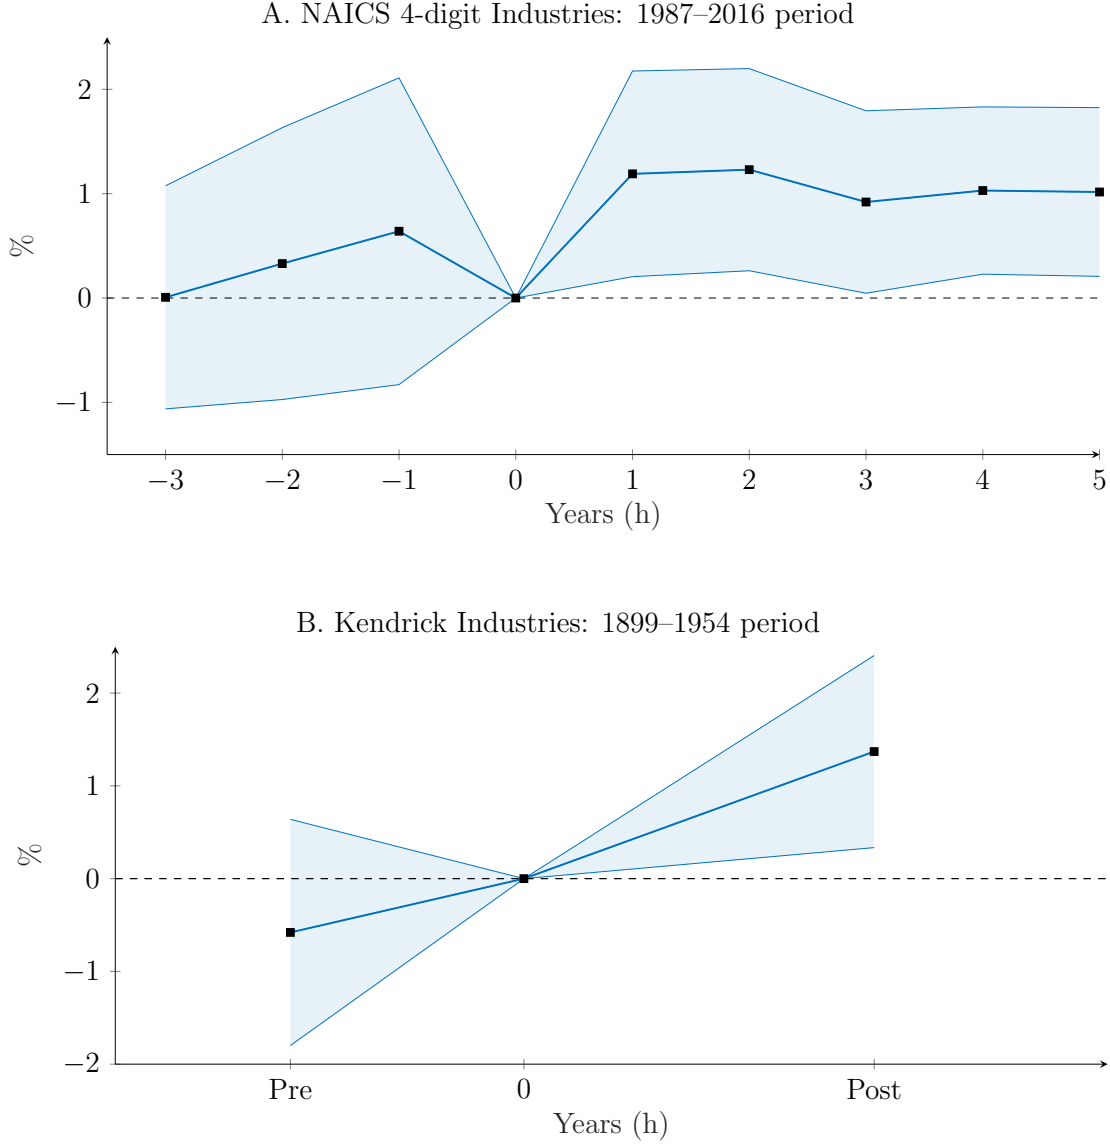 A. NAICS 4-digit Industries: 1987–2016 period
2
1
0
−1
%
−3 −2 −1 0 1 2 3 4 5
Years (h)
B. Kendrick Industries: 1899–1954 period
2
1
0
−1
−2
%
Pre 0 Post
Years (h)